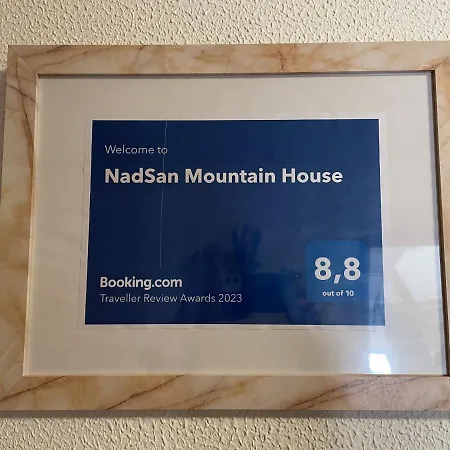 Welcome to
NadSan Mountain House
Booking.com
Traveller Review Awards 2023
8,8
out of 10